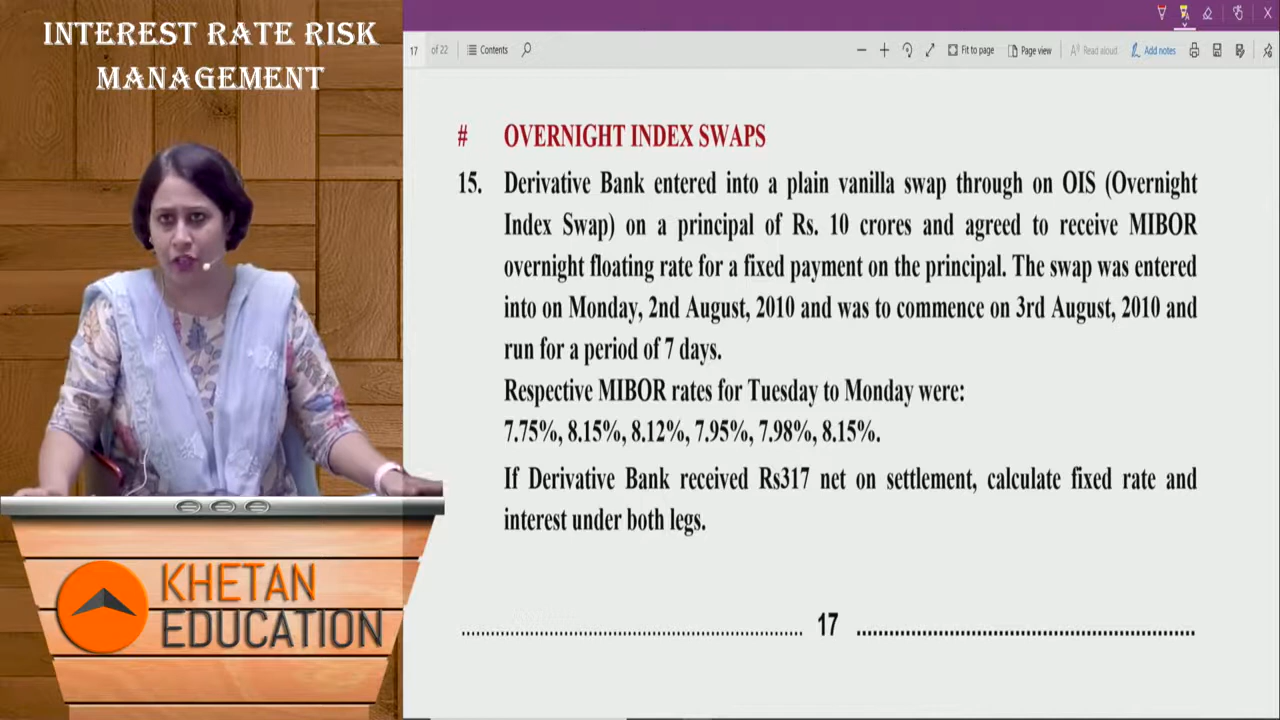 INTEREST RATE RISK
MANAGEMENT
17 of 22
Contents
Fit to page
Page view
Read aloud
Add notes
# OVERNIGHT INDEX SWAPS
15. Derivative Bank entered into a plain vanilla swap through on OIS (Overnight
Index Swap) on a principal of Rs. 10 crores and agreed to receive MIBOR
overnight floating rate for a fixed payment on the principal. The swap was entered
into on Monday, 2nd August, 2010 and was to commence on 3rd August, 2010 and
run for a period of 7 days.
Respective MIBOR rates for Tuesday to Monday were:
7.75%, 8.15%, 8.12%, 7.95%, 7.98%, 8.15%.
If Derivative Bank received Rs317 net on settlement, calculate fixed rate and
interest under both legs.
17
KHETAN
EDUCATION